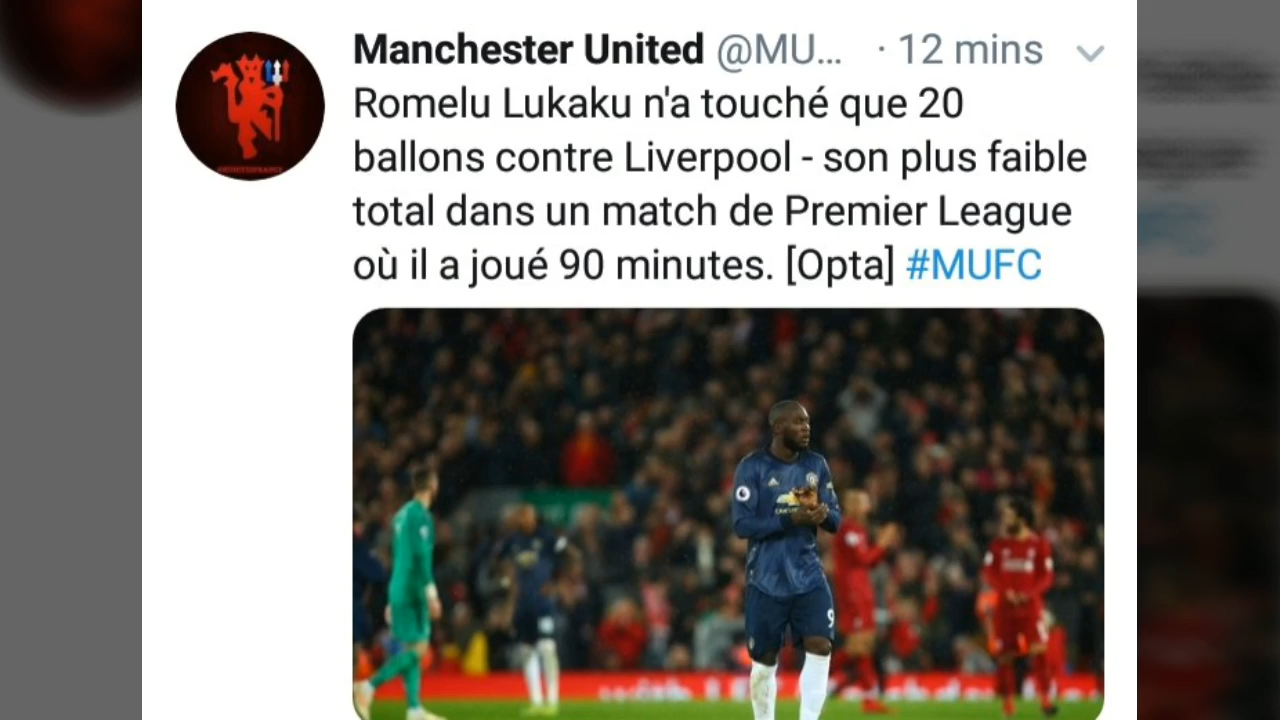 Manchester United @MU... · 12 mins
Romelu Lukaku n'a touché que 20
ballons contre Liverpool - son plus faible
total dans un match de Premier League
où il a joué 90 minutes. [Opta] #MUFC
9